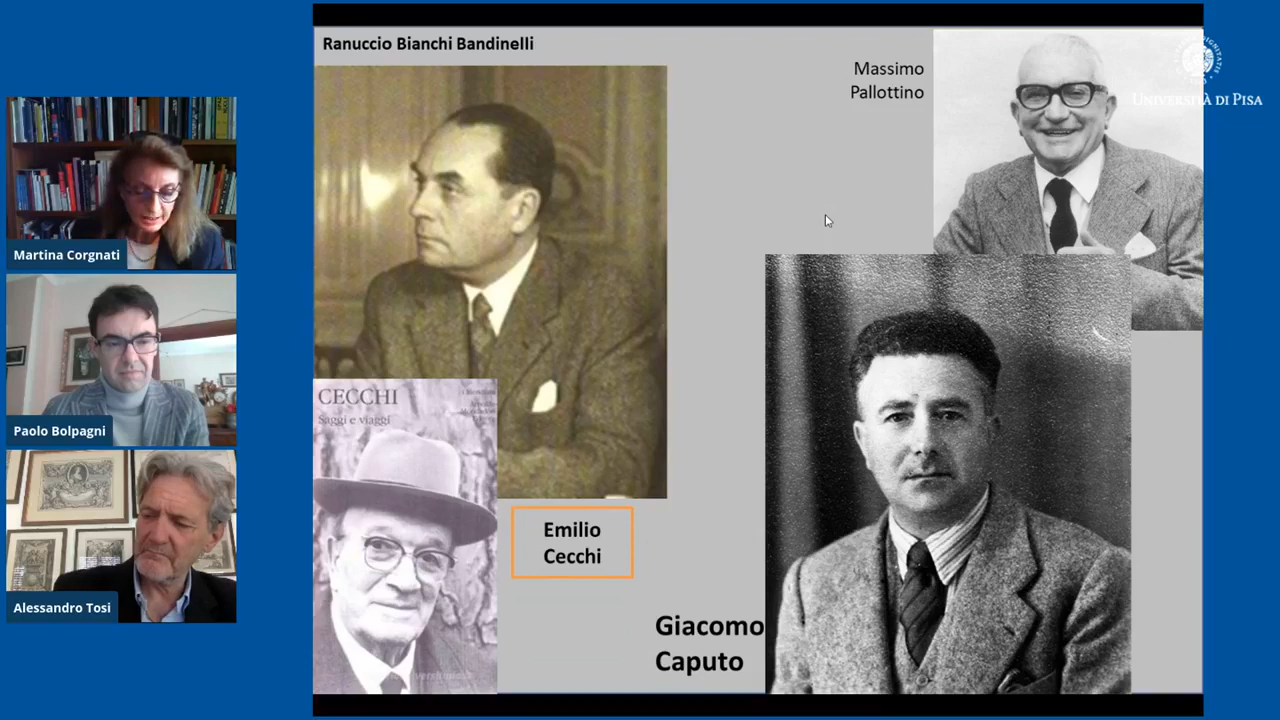 Ranuccio Bianchi Bandinelli
Massimo
Pallottino
UNIVERSITÀ DI PISA
Martina Corgnati
Paolo Bolpagni
Alessandro Tosi
CECCHI
Saggi e viaggi
Emilio
Cecchi
Giacomo
Caputo